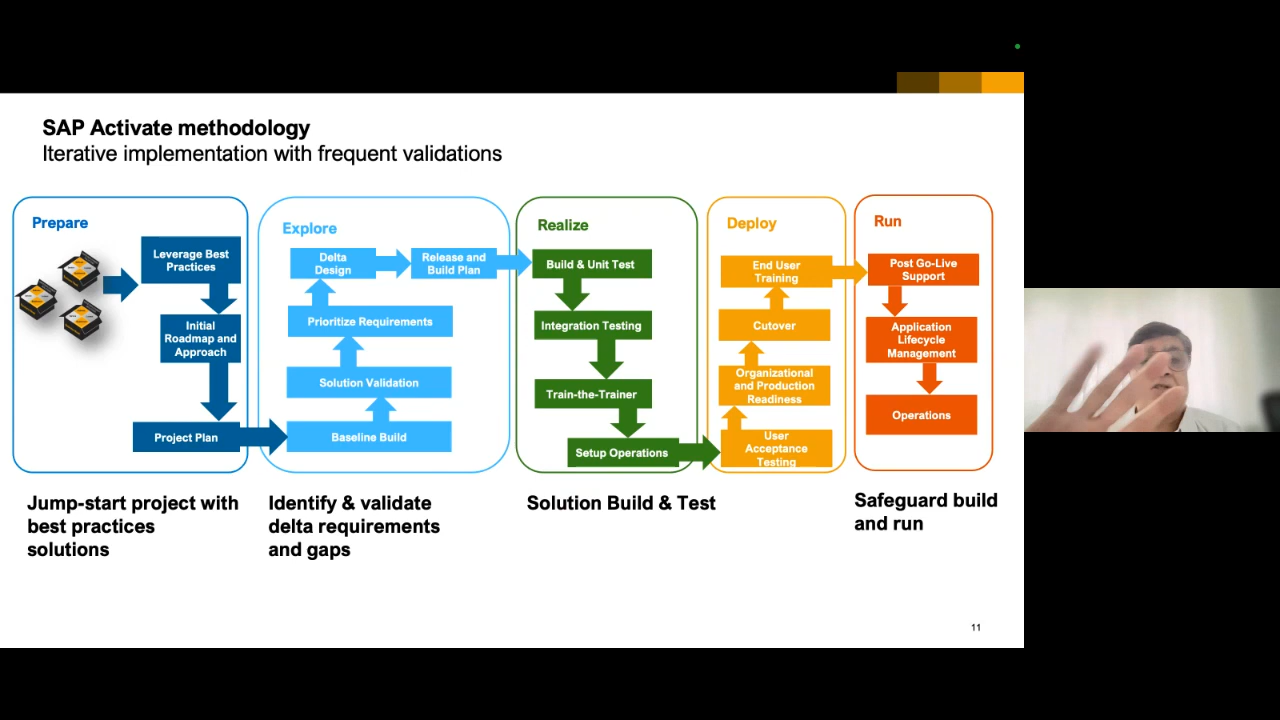 SAP Activate methodology
Iterative implementation with frequent validations
Prepare
Leverage Best
Practices
Initial
Roadmap and
Approach
Project Plan
Jump-start project with
best practices
solutions
Explore
Delta
Design
Release and
Build Plan
Prioritize Requirements
Solution Validation
Baseline Build
Identify & validate
delta requirements
and gaps
Realize
Build & Unit Test
Integration Testing
Train-the-Trainer
Setup Operations
Solution Build & Test
Deploy
End User
Training
Cutover
Organizational
and Production
Readiness
User
Acceptance
Testing
Run
Post Go-Live
Support
Application
Lifecycle
Management
Operations
Safeguard build
and run
11